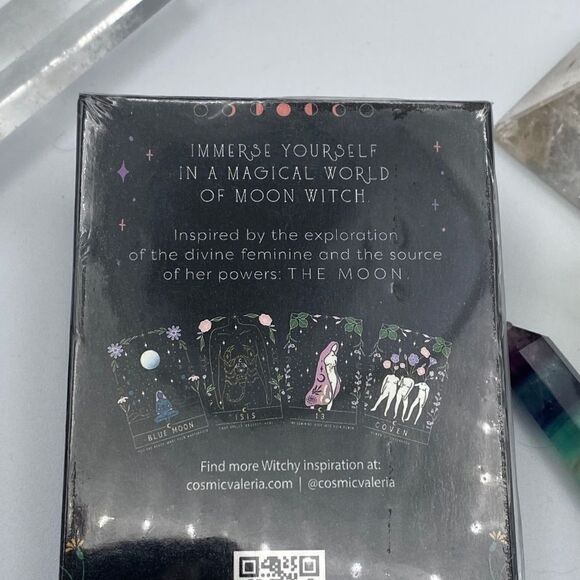 IMMERSE YOURSELF
IN A MAGICAL WORLD
OF MOON WITCH.
Inspired by the exploration
of the divine feminine and the source
of her powers: THE MOON.
BLUE MOON
ISIS
13
COVEN
Find more Witchy inspiration at:
cosmicvaleria.com | @cosmicvaleria